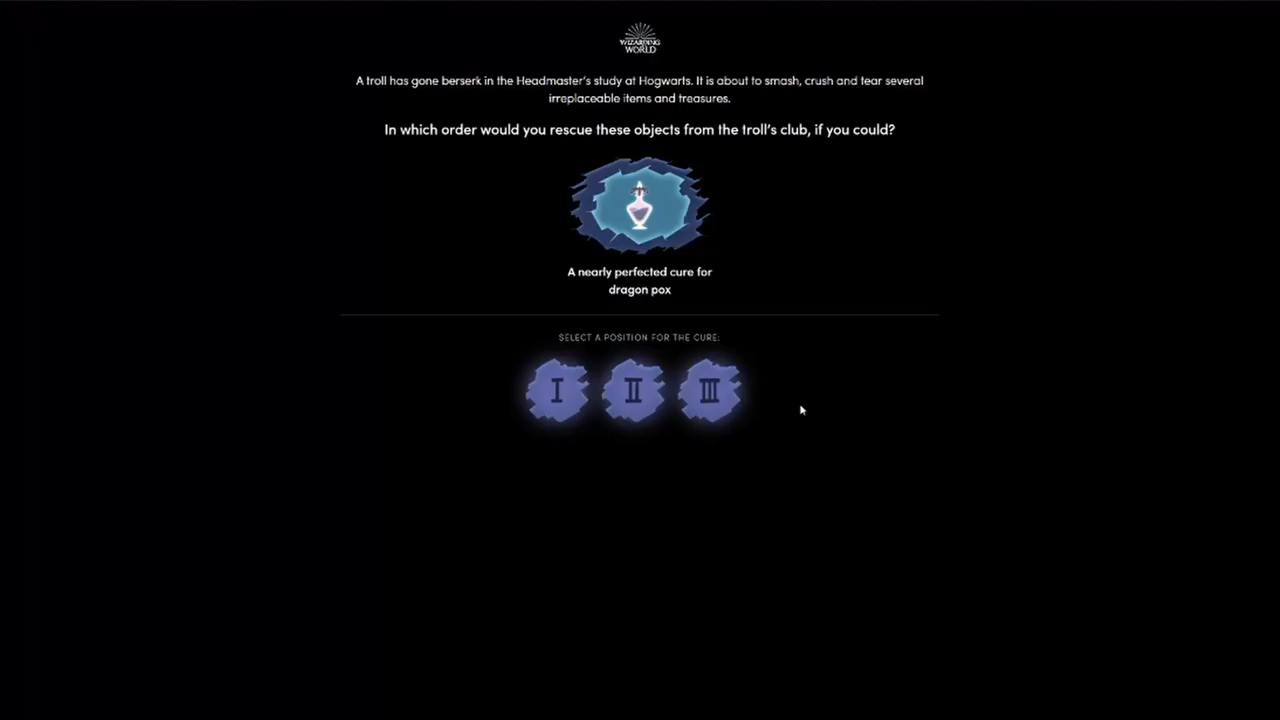 WIZARDING
WORLD
A troll has gone berserk in the Headmaster's study at Hogwarts. It is about to smash, crush and tear several
irreplaceable items and treasures.
In which order would you rescue these objects from the troll's club, if you could?
A nearly perfected cure for
dragon pox
SELECT A POSITION FOR THE CURE:
I II III